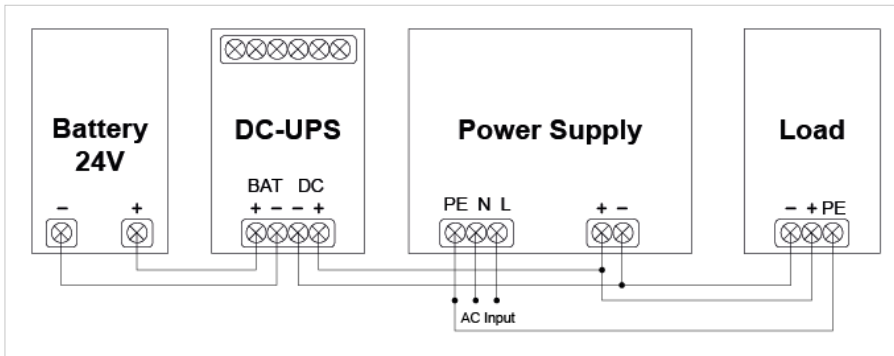 Battery
24V
DC-UPS
Power Supply
Load
BAT DC
PE N L
− +
+ − − +
+ −
− + PE
AC Input